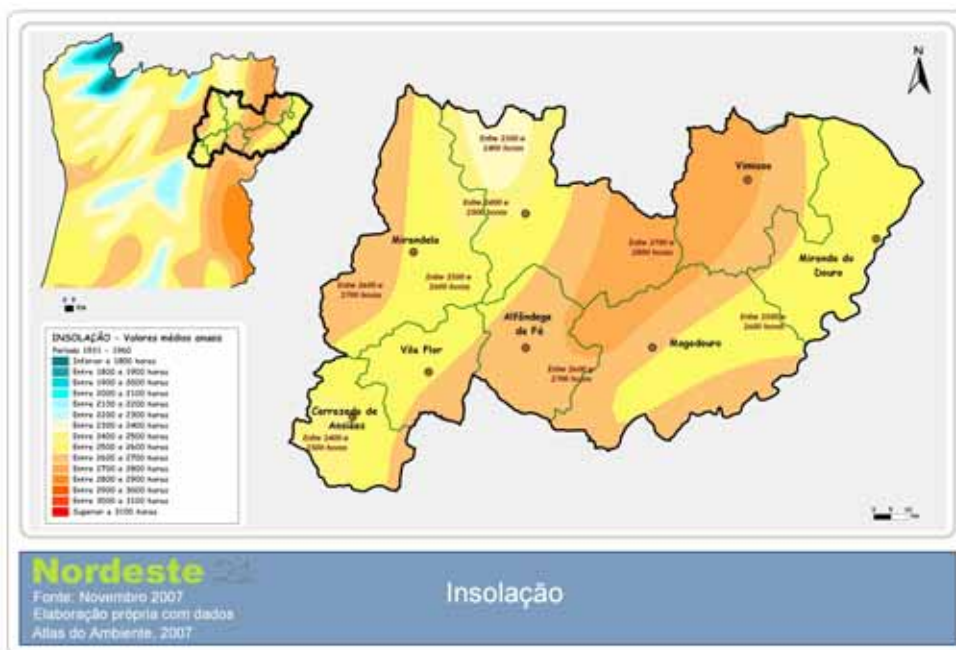 N
Entre 2300 e
2400 horas
Vimioso
Entre 2400 e
2500 horas
Mirandela
Entre 2700 e
2800 horas
Miranda do
Douro
Entre 2600 e
2700 horas
Entre 2500 e
2600 horas
Alfândega
da Fé
Entre 2500 e
2600 horas
Mogadouro
Vila Flor
Entre 2600 e
2700 horas
Carrazeda de
Ansiães
Entre 2400 e
2500 horas
INSOLAÇÃO - Valores médios anuais
Período 1931 - 1960
Inferior a 1800 horas
Entre 1800 a 1900 horas
Entre 1900 a 2000 horas
Entre 2000 a 2100 horas
Entre 2100 a 2200 horas
Entre 2200 a 2300 horas
Entre 2300 a 2400 horas
Entre 2400 a 2500 horas
Entre 2500 a 2600 horas
Entre 2600 a 2700 horas
Entre 2700 a 2800 horas
Entre 2800 a 2900 horas
Entre 2900 a 3000 horas
Entre 3000 a 3100 horas
Superior a 3100 horas
Nordeste
Fonte: Novembro 2007
Elaboração própria com dados
Atlas do Ambiente, 2007
Insolação